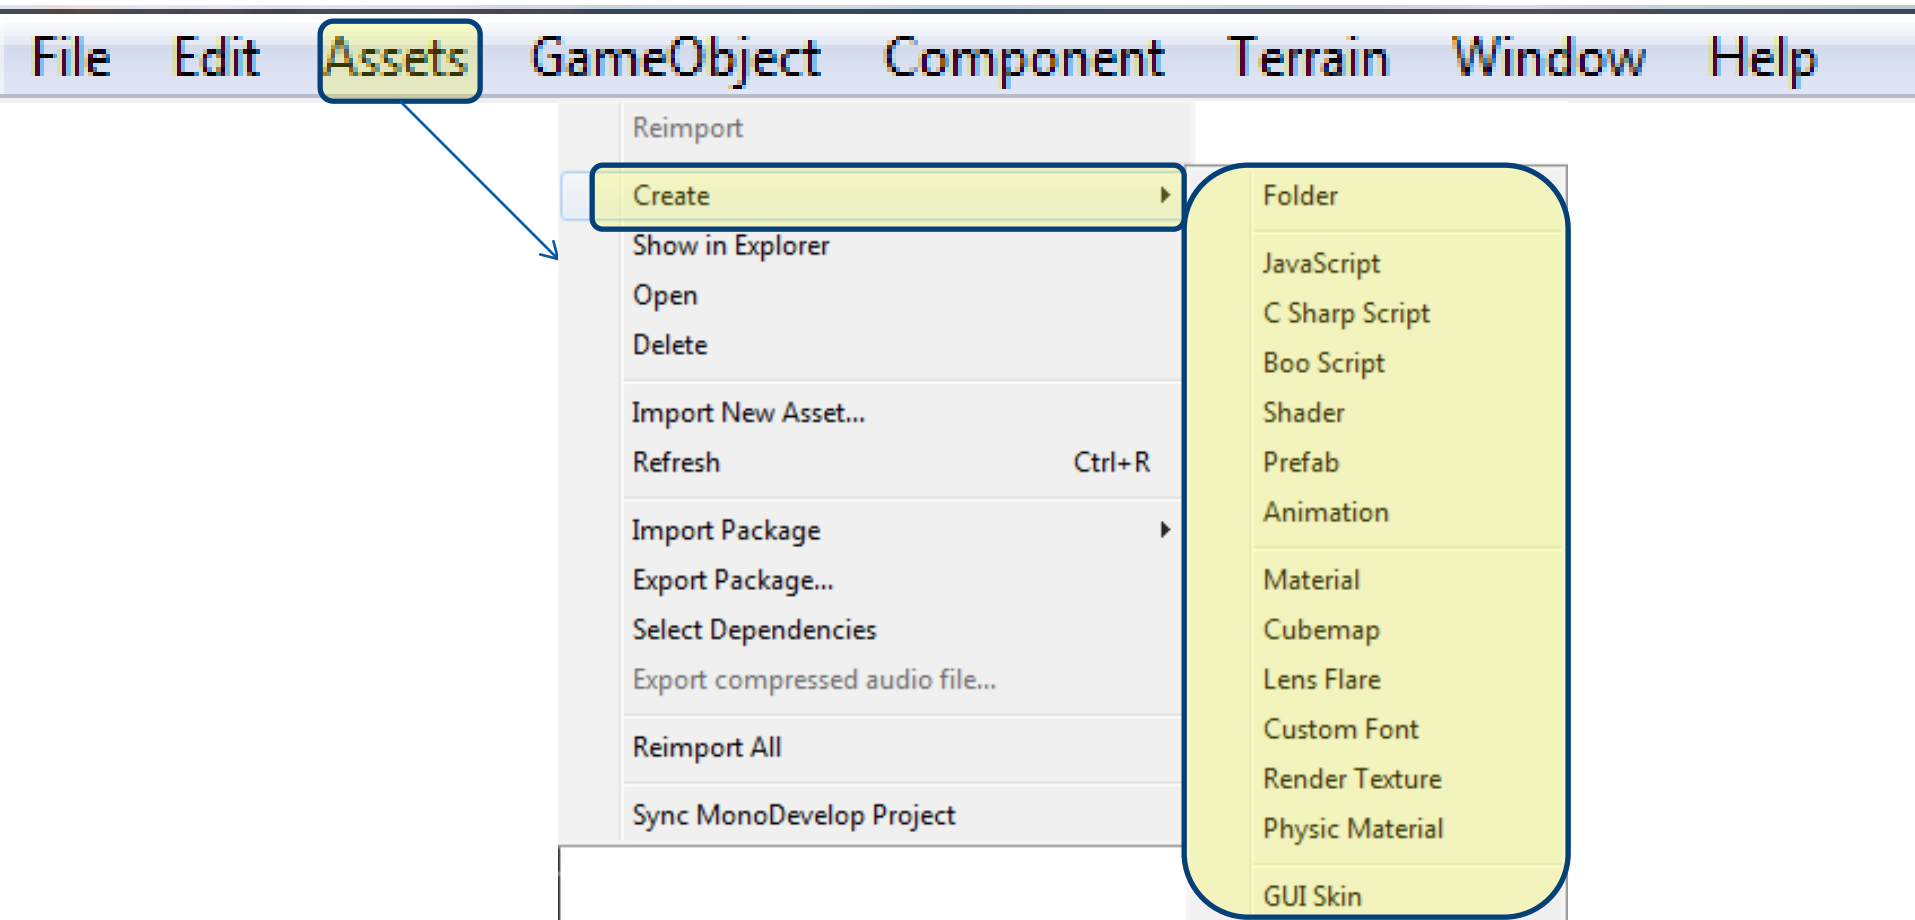 File Edit Assets GameObject Component Terrain Window Help
Reimport
Create
Show in Explorer
Open
Delete
Import New Asset...
Refresh Ctrl+R
Import Package
Export Package...
Select Dependencies
Export compressed audio file...
Reimport All
Sync MonoDevelop Project
Folder
JavaScript
C Sharp Script
Boo Script
Shader
Prefab
Animation
Material
Cubemap
Lens Flare
Custom Font
Render Texture
Physic Material
GUI Skin